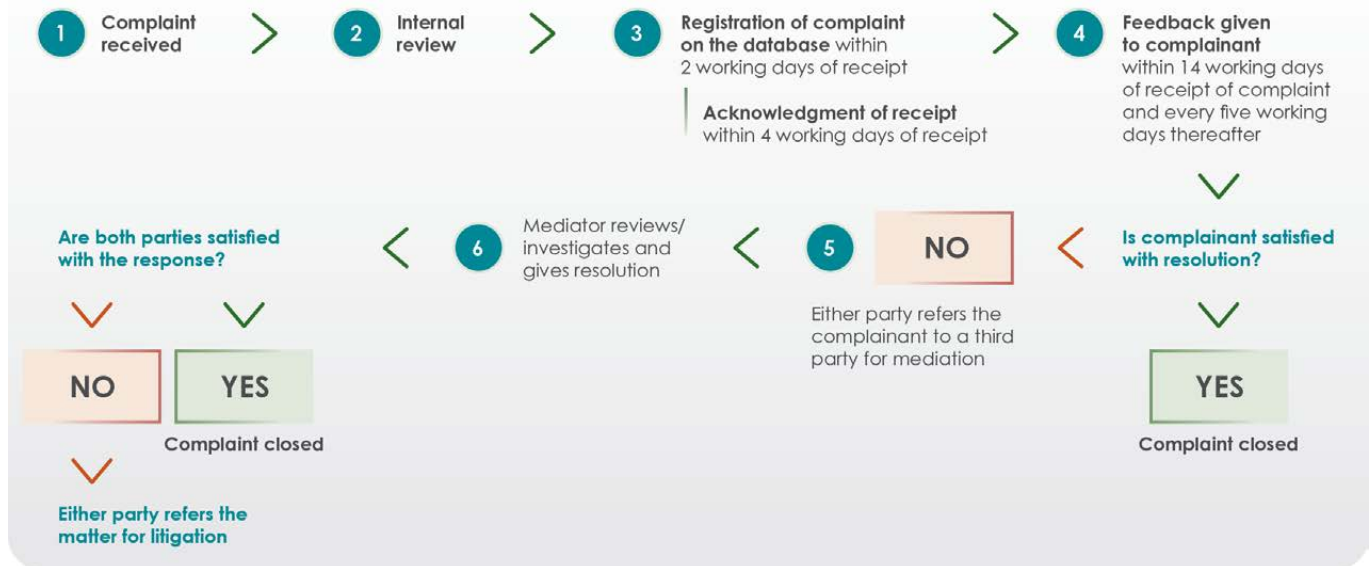 1
Complaint
received
2
Internal
review
3
Registration of complaint
on the database within
2 working days of receipt
Acknowledgment of receipt
within 4 working days of receipt
4
Feedback given
to complainant
within 14 working days
of receipt of complaint
and every five working
days thereafter
Is complainant satisfied
with resolution?
YES
Complaint closed
5
NO
Either party refers the
complainant to a third
party for mediation
6
Mediator reviews/
investigates and
gives resolution
Are both parties satisfied
with the response?
NO
YES
Complaint closed
Either party refers the
matter for litigation